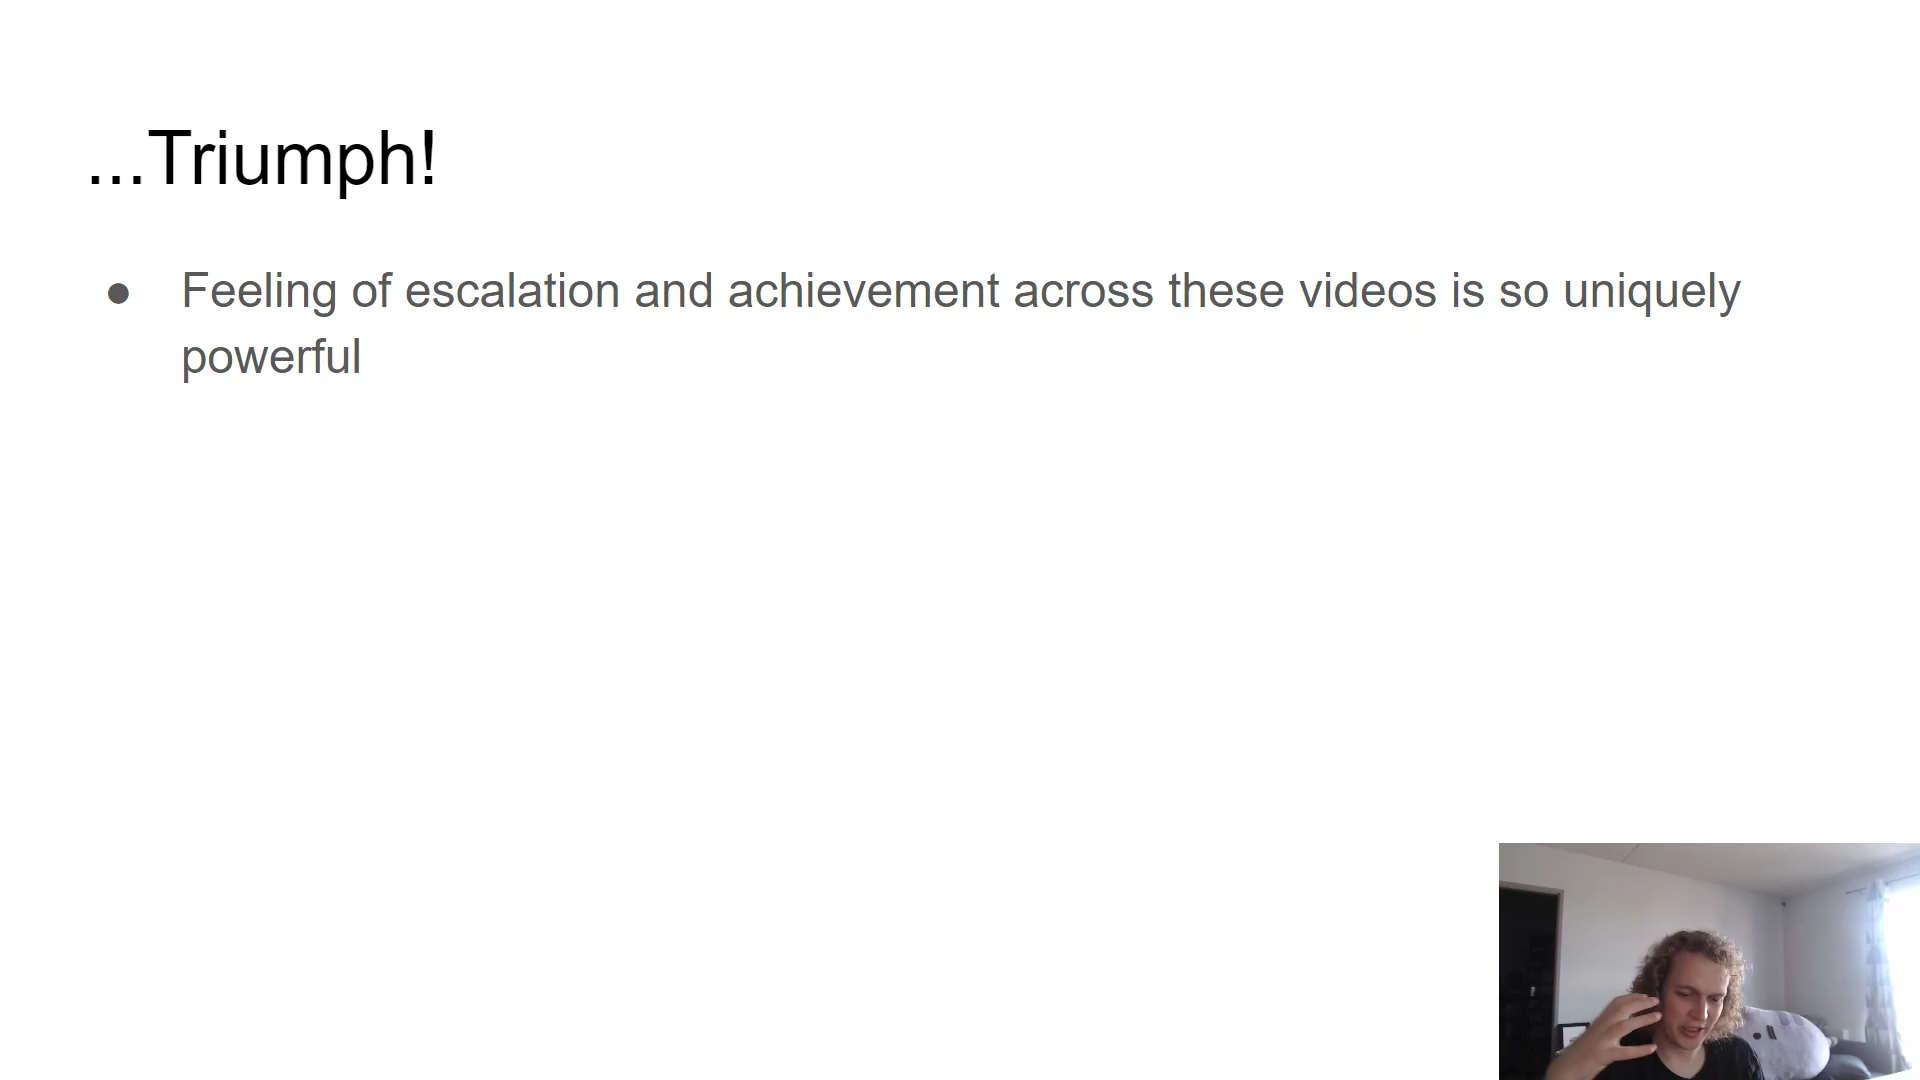 ...Triumph!
● Feeling of escalation and achievement across these videos is so uniquely
powerful